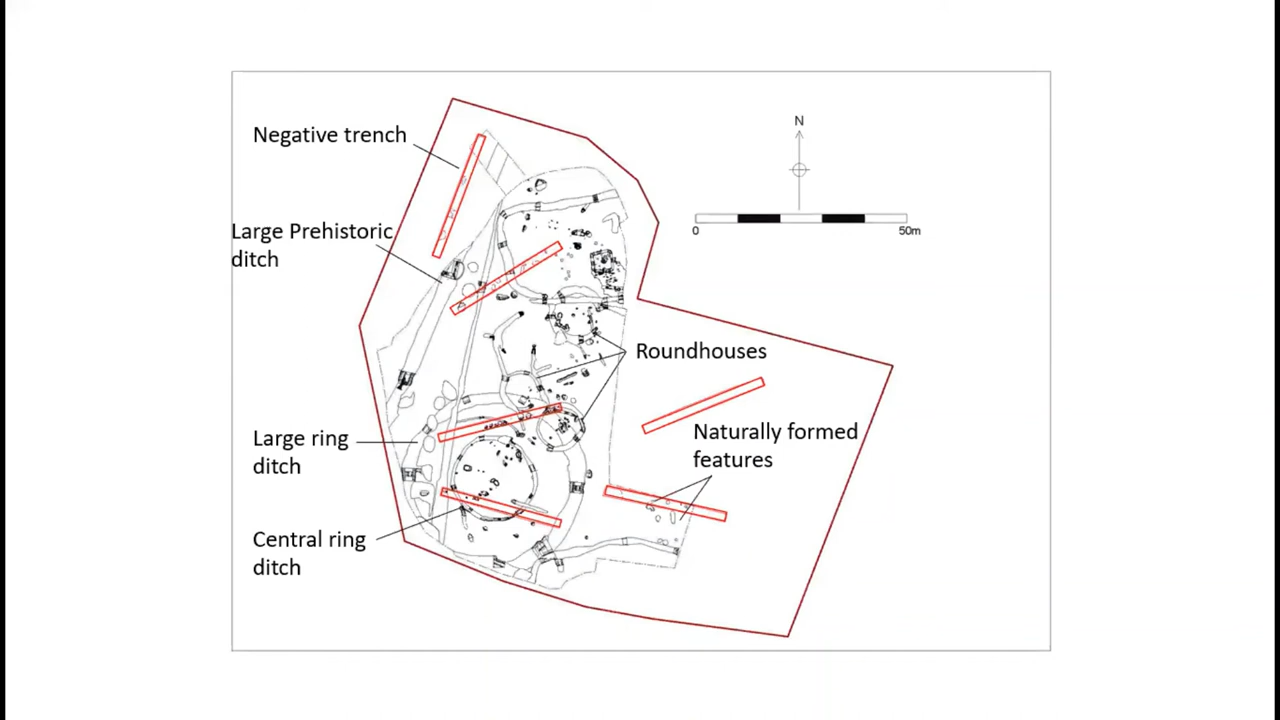 Negative trench
N
Large Prehistoric
ditch
0
50m
Roundhouses
Large ring
ditch
Naturally formed
features
Central ring
ditch